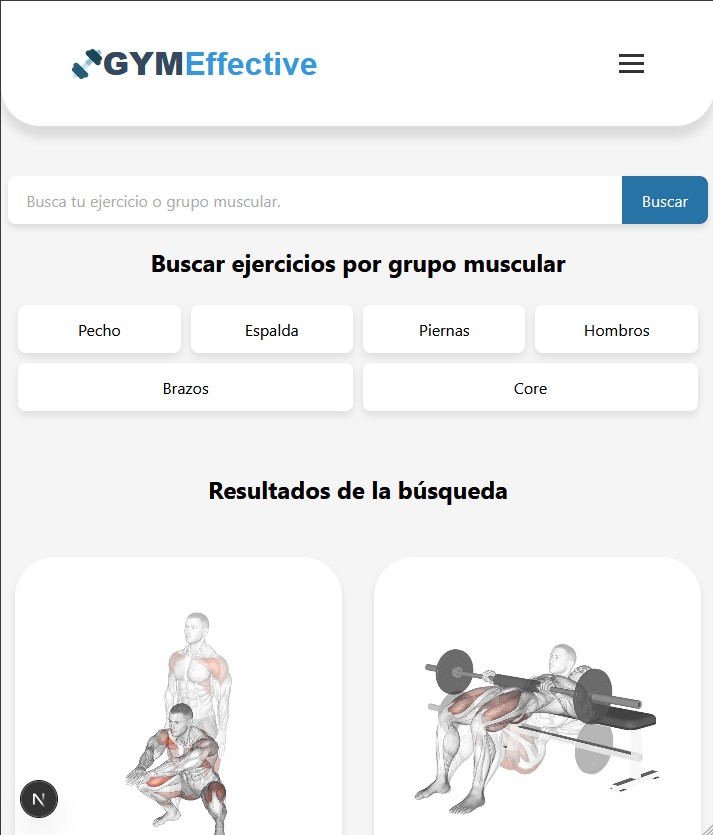 GYMEffective
Busca tu ejercicio o grupo muscular.
Buscar
Buscar ejercicios por grupo muscular
Pecho
Espalda
Piernas
Hombros
Brazos
Core
Resultados de la búsqueda
N